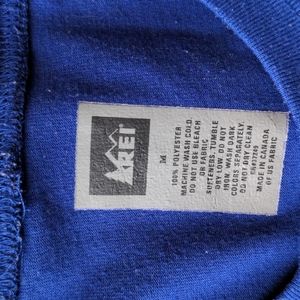 REI
M
100% POLYESTER
MACHINE WASH COLD.
DO NOT USE BLEACH
OR FABRIC
SOFTENERS. TUMBLE
DRY LOW. DO NOT
IRON. WASH DARK
COLORS SEPARATELY.
DO NOT DRY CLEAN
MADE IN CANADA
OF US FABRIC